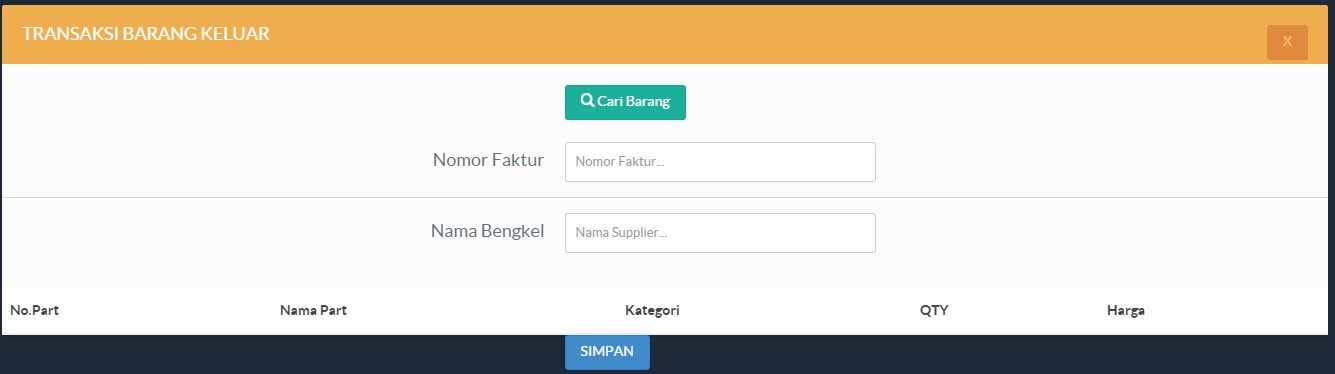 TRANSAKSI BARANG KELUAR
X
Cari Barang
Nomor Faktur Nomor Faktur...
Nama Bengkel Nama Supplier...
No.Part Nama Part Kategori QTY Harga
SIMPAN